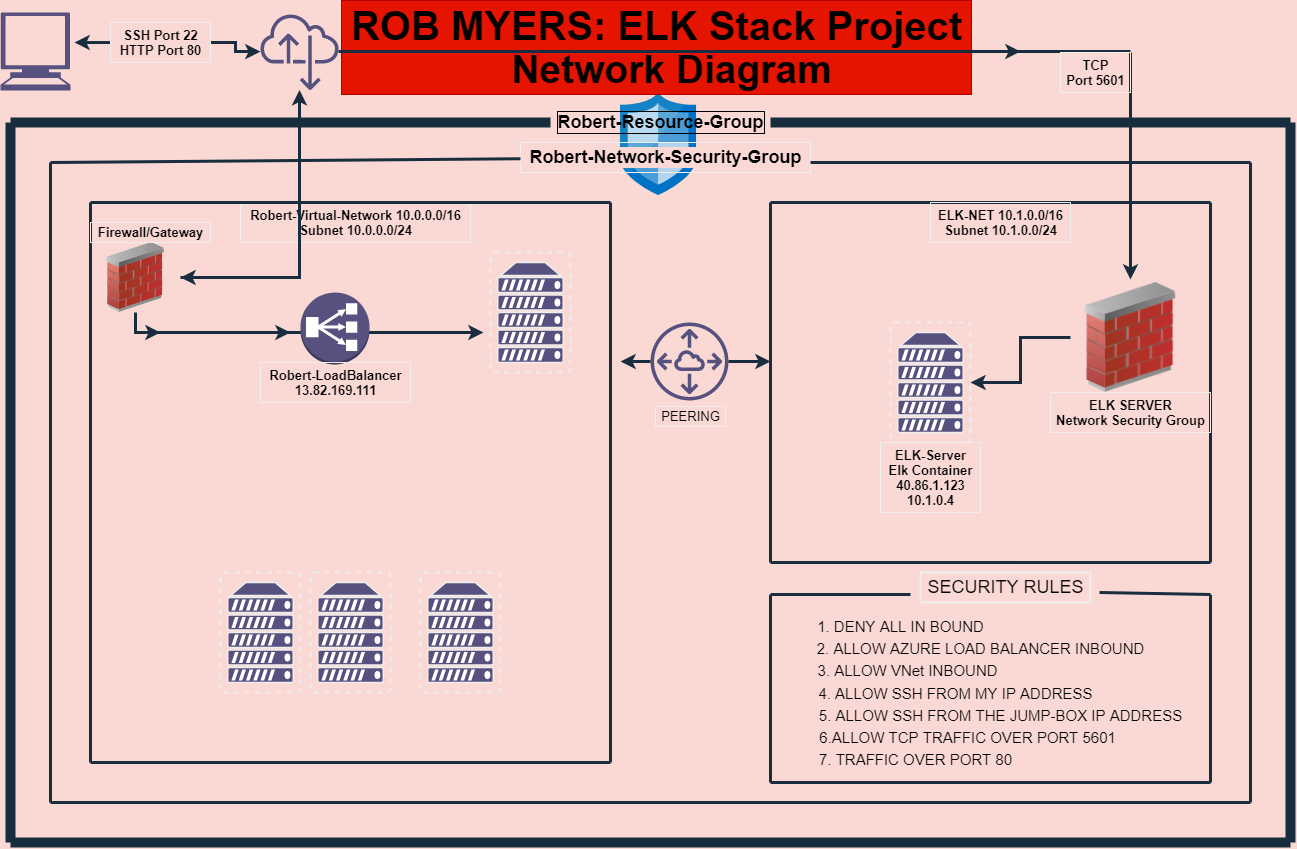 ROB MYERS: ELK Stack Project
Network Diagram
SSH Port 22
HTTP Port 80
TCP
Port 5601
Robert-Resource-Group
Robert-Network-Security-Group
Robert-Virtual-Network 10.0.0.0/16
Subnet 10.0.0.0/24
Firewall/Gateway
Robert-LoadBalancer
13.82.169.111
PEERING
ELK-NET 10.1.0.0/16
Subnet 10.1.0.0/24
ELK SERVER
Network Security Group
ELK-Server
Elk Container
40.86.1.123
10.1.0.4
SECURITY RULES
1. DENY ALL IN BOUND
2. ALLOW AZURE LOAD BALANCER INBOUND
3. ALLOW VNet INBOUND
4. ALLOW SSH FROM MY IP ADDRESS
5. ALLOW SSH FROM THE JUMP-BOX IP ADDRESS
6.ALLOW TCP TRAFFIC OVER PORT 5601
7. TRAFFIC OVER PORT 80